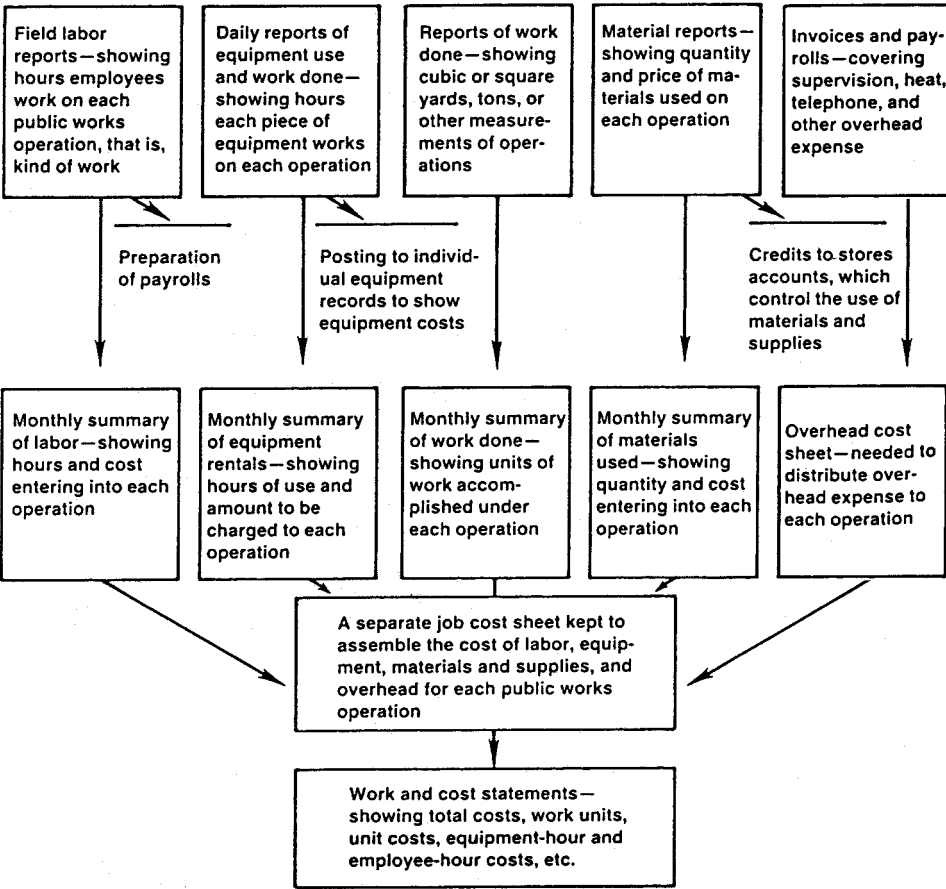 Field labor
reports—showing
hours employees
work on each
public works
operation, that is,
kind of work
Daily reports of
equipment use
and work done—
showing hours
each piece of
equipment works
on each operation
Reports of work
done—showing
cubic or square
yards, tons, or
other measure-
ments of oper-
ations
Material reports—
showing quantity
and price of ma-
terials used on
each operation
Invoices and pay-
rolls—covering
supervision, heat,
telephone, and
other overhead
expense
Preparation
of payrolls
Posting to individ-
ual equipment
records to show
equipment costs
Credits to stores
accounts, which
control the use of
materials and
supplies
Monthly summary
of labor—showing
hours and cost
entering into each
operation
Monthly summary
of equipment
rentals—showing
hours of use and
amount to be
charged to each
operation
Monthly summary
of work done—
showing units of
work accom-
plished under
each operation
Monthly summary
of materials
used—showing
quantity and cost
entering into each
operation
Overhead cost
sheet—needed to
distribute over-
head expense to
each operation
A separate job cost sheet kept to
assemble the cost of labor, equip-
ment, materials and supplies, and
overhead for each public works
operation
Work and cost statements—
showing total costs, work units,
unit costs, equipment-hour and
employee-hour costs, etc.